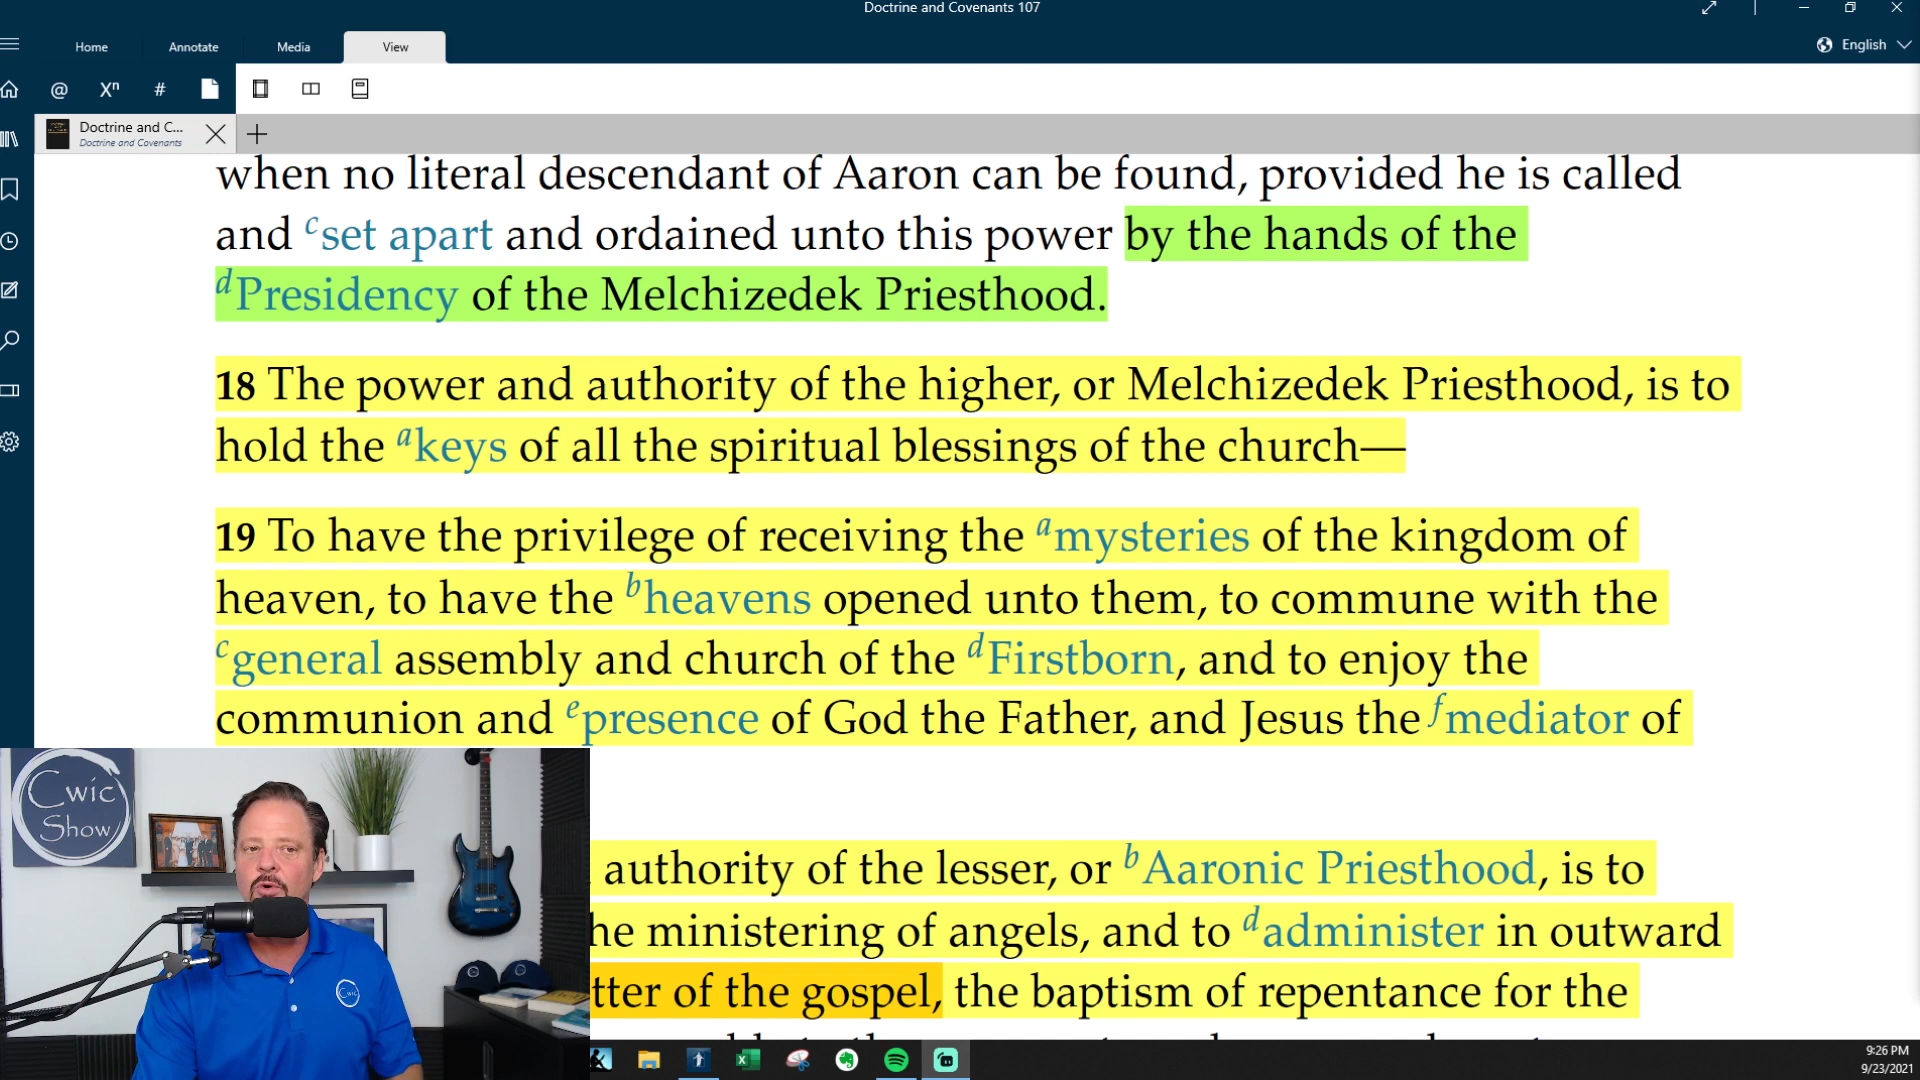 Doctrine and Covenants 107
Home Annotate Media View
English
@ Xⁿ #
Doctrine and C...
Doctrine and Covenants
when no literal descendant of Aaron can be found, provided he is called
and ᶜset apart and ordained unto this power by the hands of the
ᵈPresidency of the Melchizedek Priesthood.
18 The power and authority of the higher, or Melchizedek Priesthood, is to
hold the ᵃkeys of all the spiritual blessings of the church—
19 To have the privilege of receiving the ᵃmysteries of the kingdom of
heaven, to have the ᵇheavens opened unto them, to commune with the
ᶜgeneral assembly and church of the ᵈFirstborn, and to enjoy the
communion and ᵉpresence of God the Father, and Jesus the ᶠmediator of
authority of the lesser, or ᵇAaronic Priesthood, is to
he ministering of angels, and to ᵈadminister in outward
tter of the gospel, the baptism of repentance for the
Cwic
Show
Cwic
9:26 PM
9/23/2021